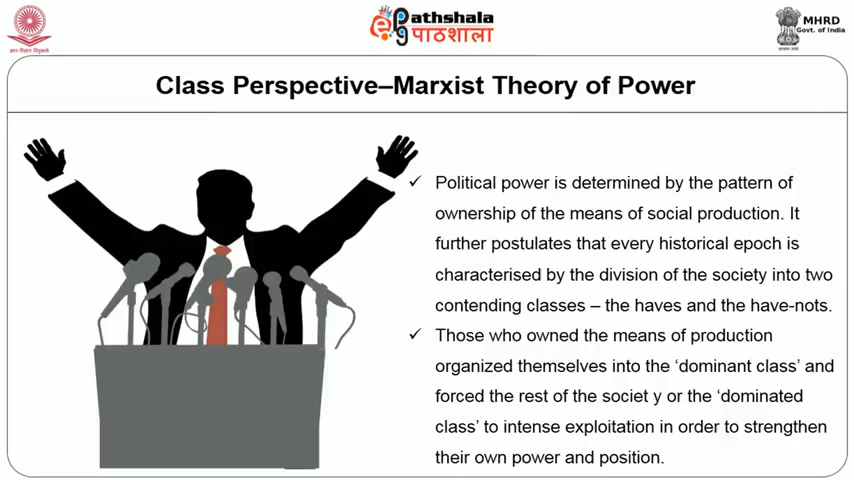 ePathshala
पाठशाला
MHRD
Govt. of India
Class Perspective–Marxist Theory of Power
✓ Political power is determined by the pattern of
ownership of the means of social production. It
further postulates that every historical epoch is
characterised by the division of the society into two
contending classes – the haves and the have-nots.
✓ Those who owned the means of production
organized themselves into the ‘dominant class’ and
forced the rest of the societ y or the ‘dominated
class’ to intense exploitation in order to strengthen
their own power and position.